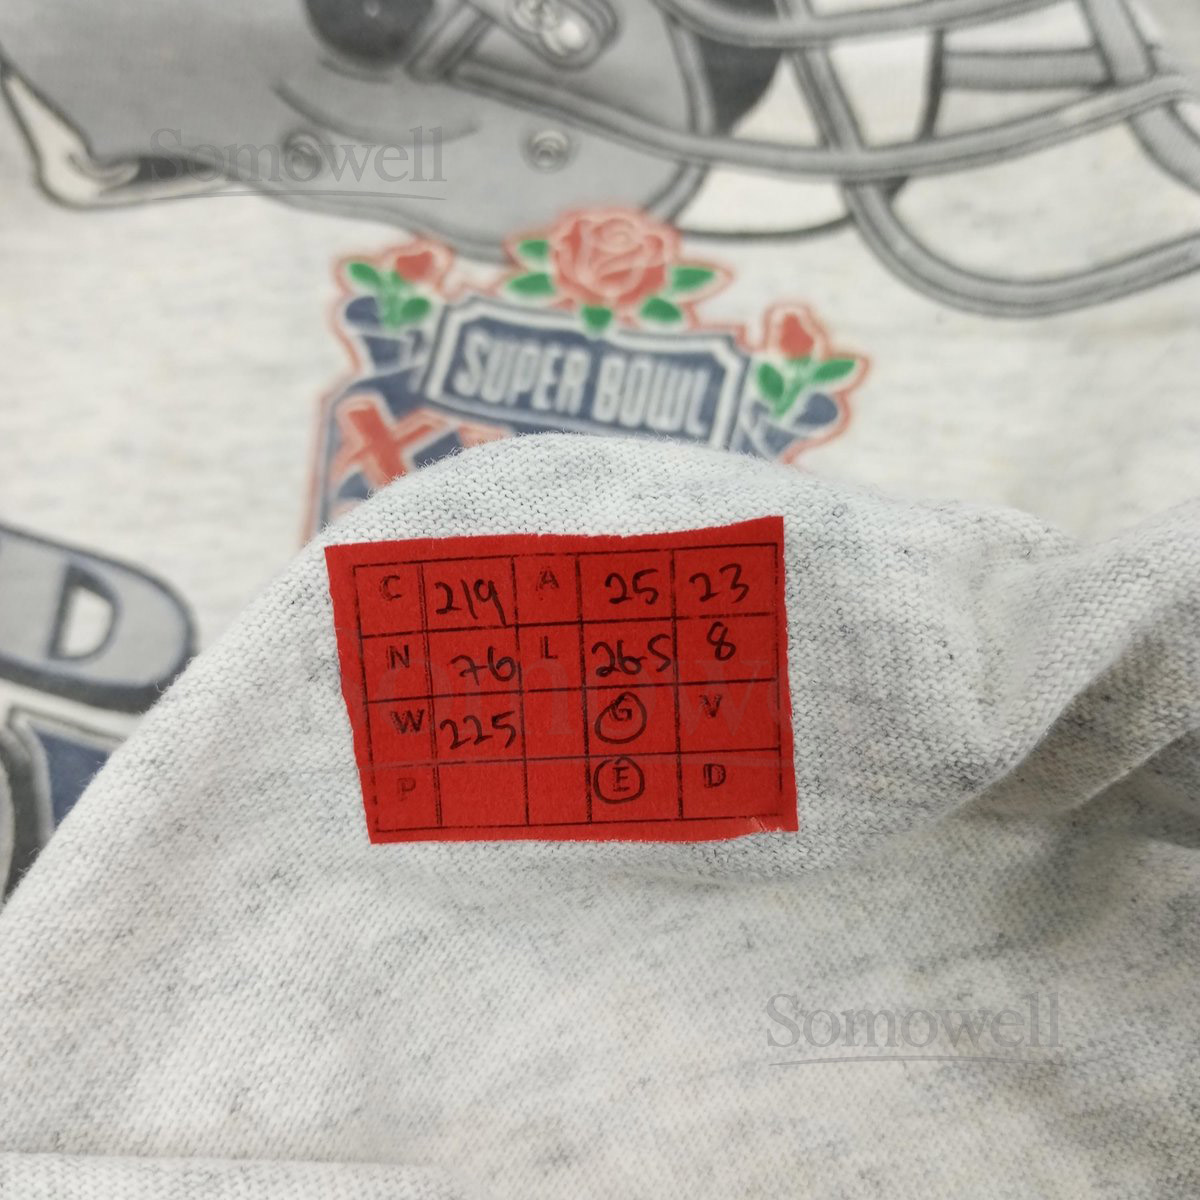 Somowell
SUPER BOWL
X
D
C 219 A 25 23
N 76 L 265 8
W 225 G V
P E D
Somowell